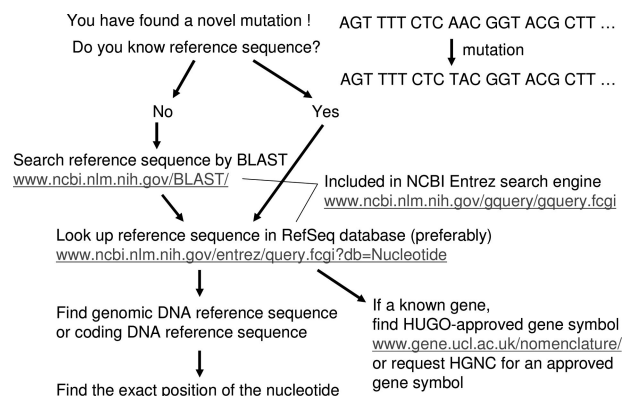 You have found a novel mutation !
Do you know reference sequence?
AGT TTT CTC AAC GGT ACG CTT ...
mutation
AGT TTT CTC TAC GGT ACG CTT ...
No
Yes
Search reference sequence by BLAST
www.ncbi.nlm.nih.gov/BLAST/
Included in NCBI Entrez search engine
www.ncbi.nlm.nih.gov/gquery/gquery.fcgi
Look up reference sequence in RefSeq database (preferably)
www.ncbi.nlm.nih.gov/entrez/query.fcgi?db=Nucleotide
Find genomic DNA reference sequence
or coding DNA reference sequence
If a known gene,
find HUGO-approved gene symbol
www.gene.ucl.ac.uk/nomenclature/
or request HGNC for an approved
gene symbol
Find the exact position of the nucleotide